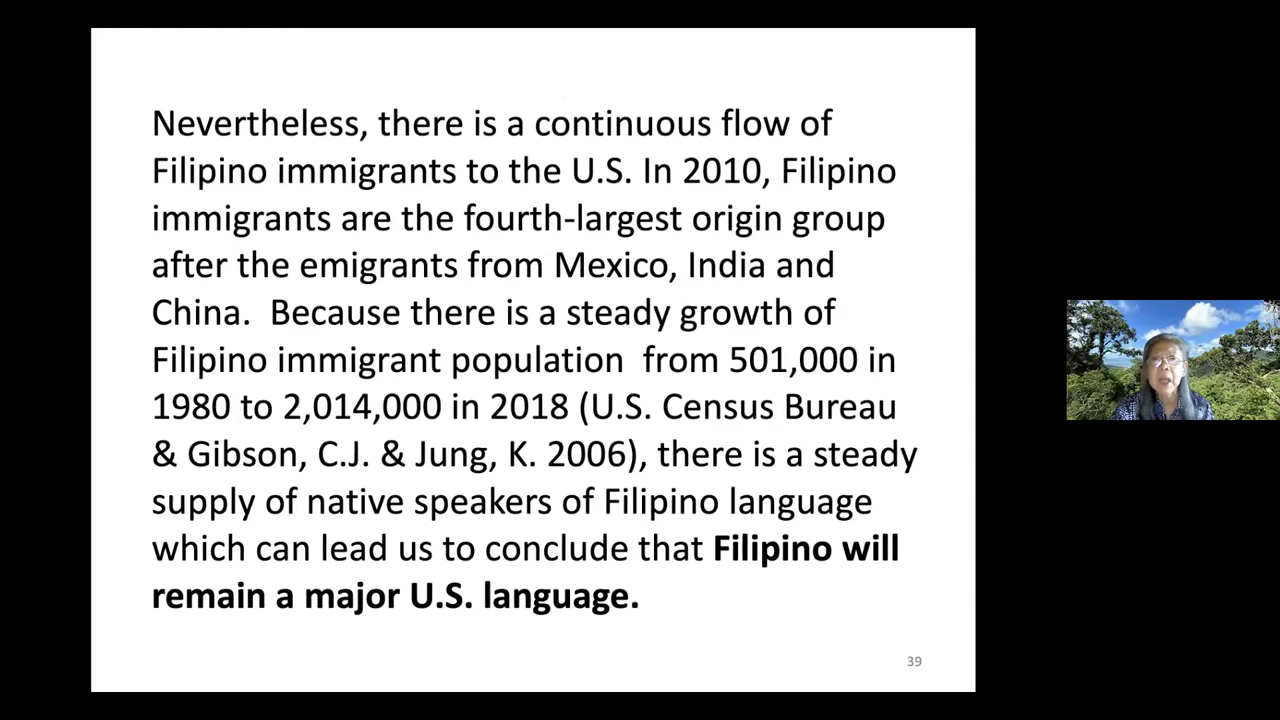 Nevertheless, there is a continuous flow of
Filipino immigrants to the U.S. In 2010, Filipino
immigrants are the fourth-largest origin group
after the emigrants from Mexico, India and
China.  Because there is a steady growth of
Filipino immigrant population  from 501,000 in
1980 to 2,014,000 in 2018 (U.S. Census Bureau
& Gibson, C.J. & Jung, K. 2006), there is a steady
supply of native speakers of Filipino language
which can lead us to conclude that Filipino will
remain a major U.S. language.
39